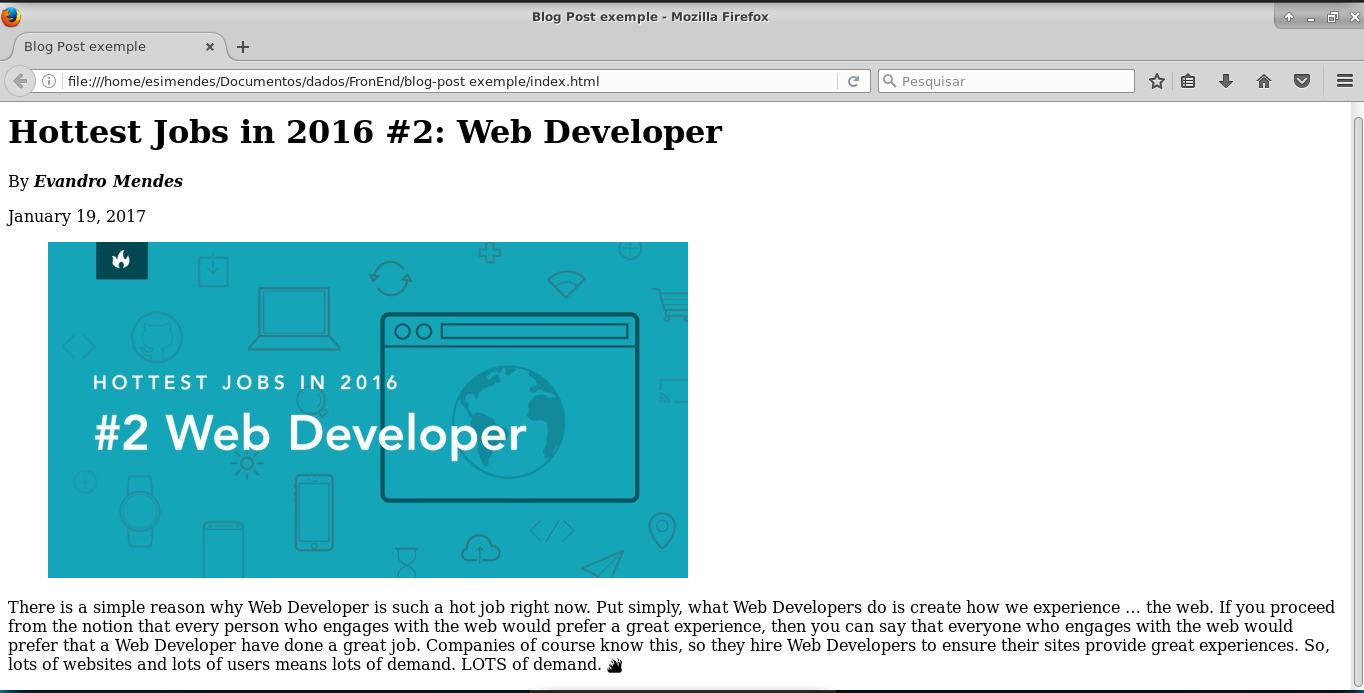 Blog Post exemple - Mozilla Firefox
Blog Post exemple
file:///home/esimendes/Documentos/dados/FronEnd/blog-post exemple/index.html
Pesquisar
Hottest Jobs in 2016 #2: Web Developer
By Evandro Mendes
January 19, 2017
HOTTEST JOBS IN 2016
#2 Web Developer
There is a simple reason why Web Developer is such a hot job right now. Put simply, what Web Developers do is create how we experience … the web. If you proceed
from the notion that every person who engages with the web would prefer a great experience, then you can say that everyone who engages with the web would
prefer that a Web Developer have done a great job. Companies of course know this, so they hire Web Developers to ensure their sites provide great experiences. So,
lots of websites and lots of users means lots of demand. LOTS of demand.